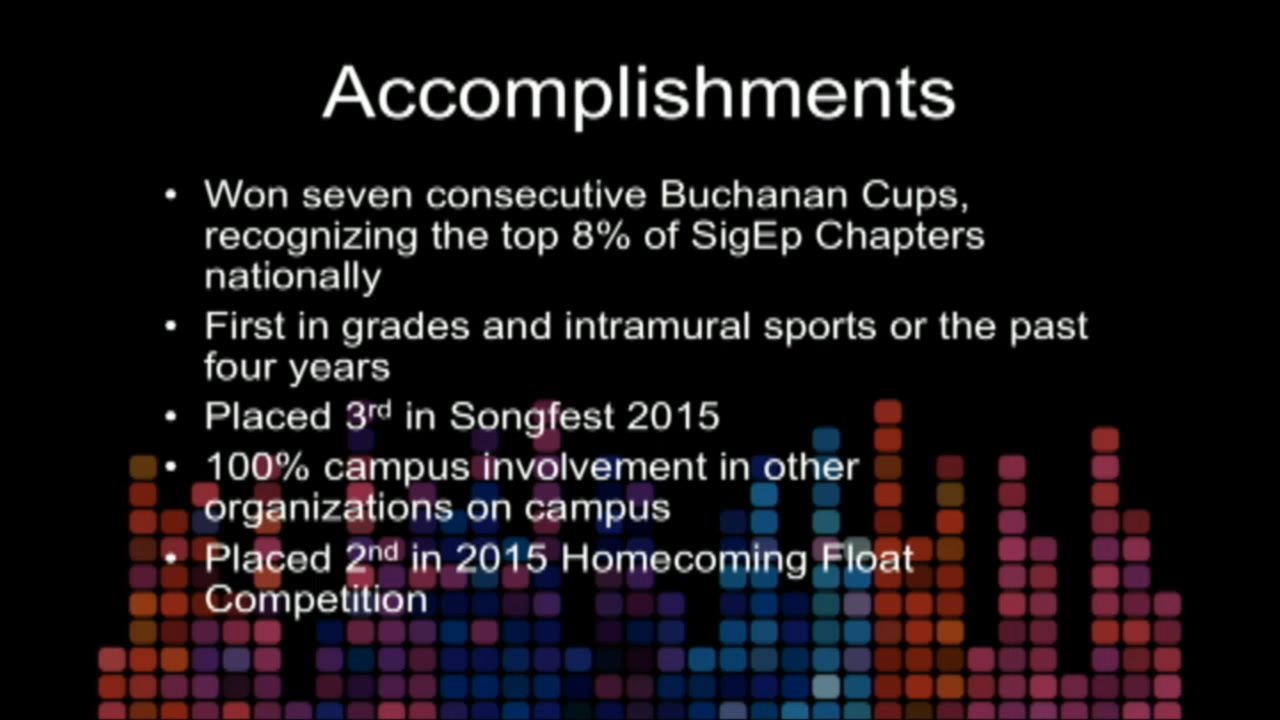 Accomplishments
• Won seven consecutive Buchanan Cups,
recognizing the top 8% of SigEp Chapters
nationally
• First in grades and intramural sports or the past
four years
• Placed 3rd in Songfest 2015
• 100% campus involvement in other
organizations on campus
• Placed 2nd in 2015 Homecoming Float
Competition